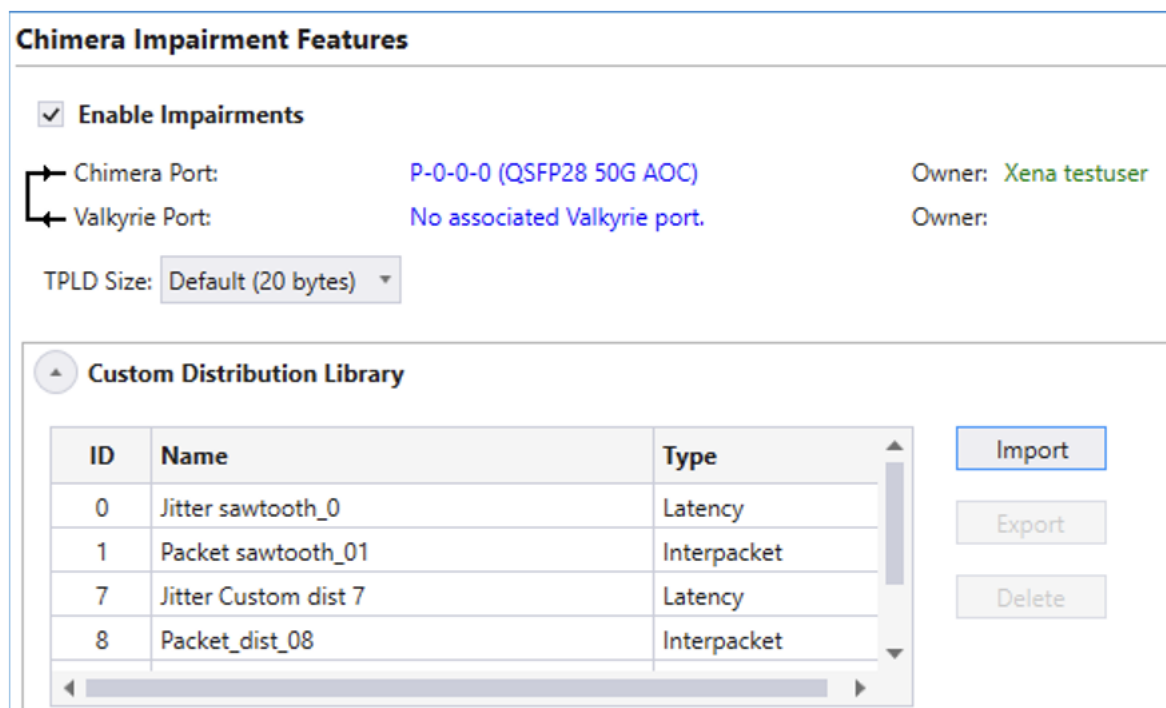 Chimera Impairment Features
Enable Impairments
Chimera Port: P-0-0-0 (QSFP28 50G AOC) Owner: Xena testuser
Valkyrie Port: No associated Valkyrie port. Owner:
TPLD Size: Default (20 bytes)
Custom Distribution Library
ID Name Type
0 Jitter sawtooth_0 Latency
1 Packet sawtooth_01 Interpacket
7 Jitter Custom dist 7 Latency
8 Packet_dist_08 Interpacket
Import
Export
Delete